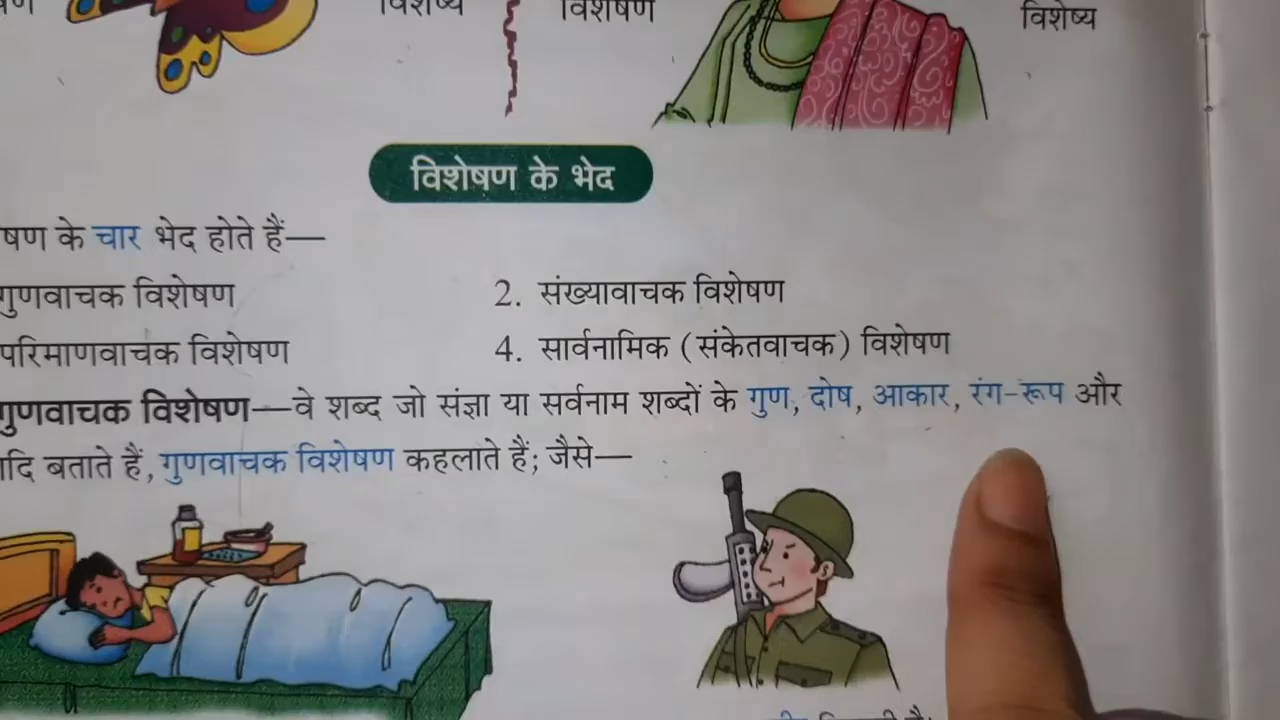 विशेष्य विशेषण विशेष्य
विशेषण के भेद
षण के चार भेद होते हैं—
गुणवाचक विशेषण 2. संख्यावाचक विशेषण
परिमाणवाचक विशेषण 4. सार्वनामिक (संकेतवाचक) विशेषण
गुणवाचक विशेषण—वे शब्द जो संज्ञा या सर्वनाम शब्दों के गुण, दोष, आकार, रंग-रूप और
ादि बताते हैं, गुणवाचक विशेषण कहलाते हैं; जैसे—